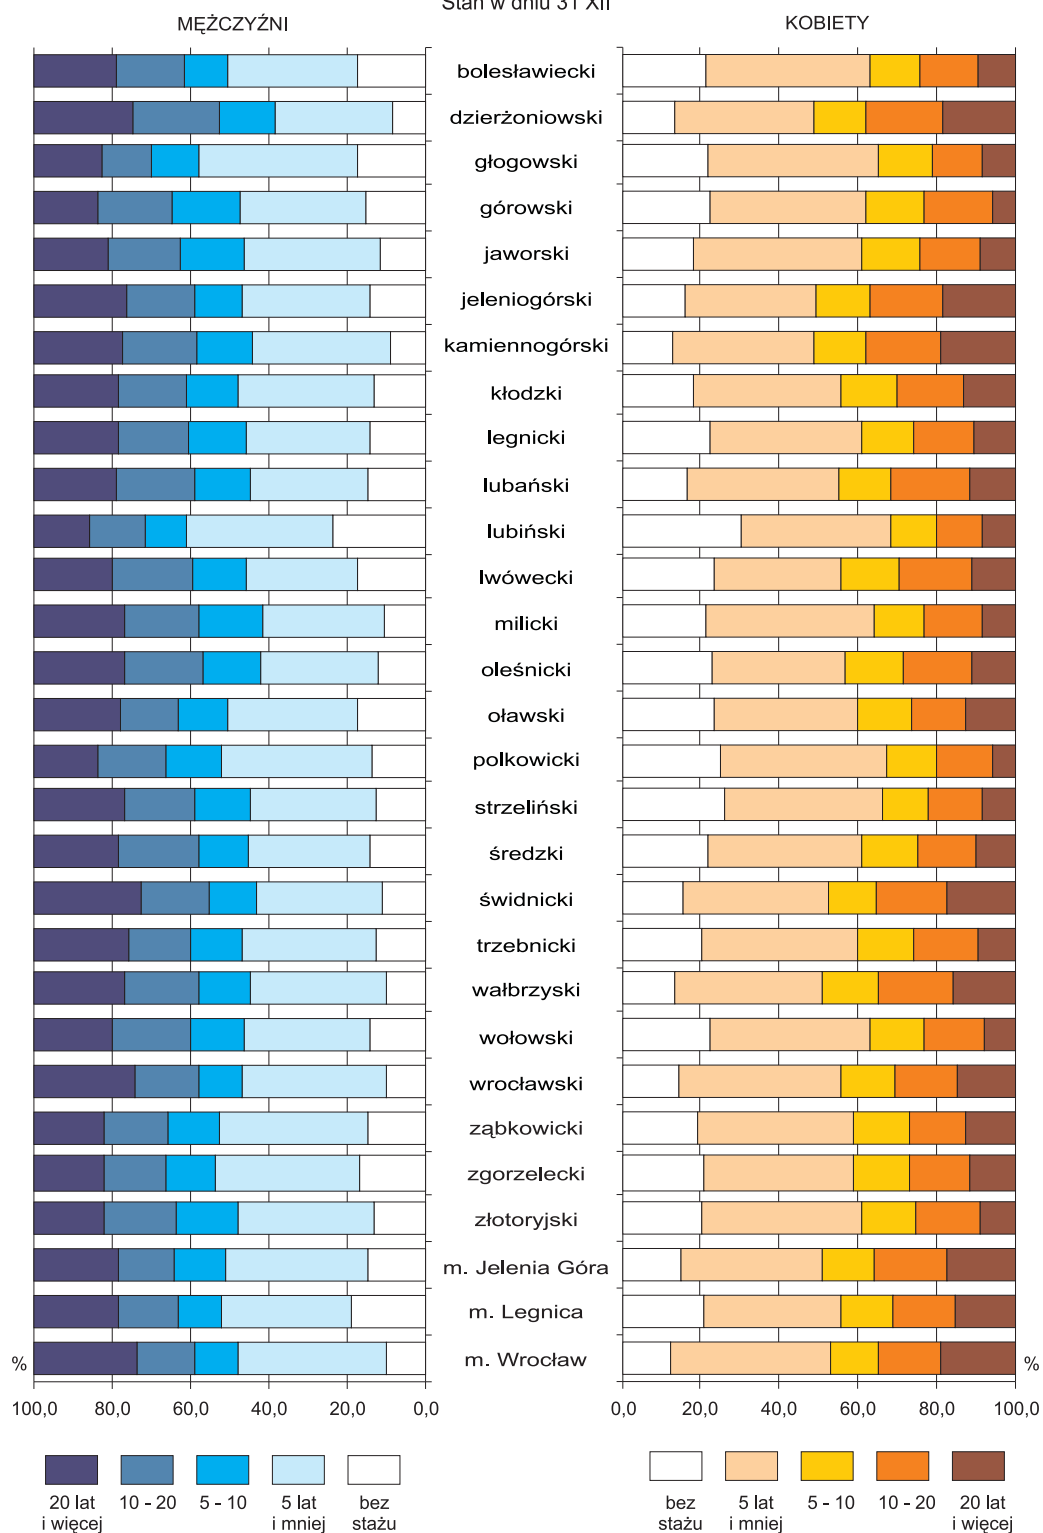 Stan w dniu 31 XII
MĘŻCZYŹNI
KOBIETY
bolesławiecki
dzierżoniowski
głogowski
górowski
jaworski
jeleniogórski
kamiennogórski
kłodzki
legnicki
lubański
lubiński
lwówecki
milicki
oleśnicki
oławski
polkowicki
strzeliński
średzki
świdnicki
trzebnicki
wałbrzyski
wołowski
wrocławski
ząbkowicki
zgorzelecki
złotoryjski
m. Jelenia Góra
m. Legnica
% m. Wrocław %
100,0 80,0 60,0 40,0 20,0 0,0 0,0 20,0 40,0 60,0 80,0 100,0
20 lat
i więcej
10 - 20
5 - 10
5 lat
i mniej
bez
stażu
bez
stażu
5 lat
i mniej
5 - 10
10 - 20
20 lat
i więcej